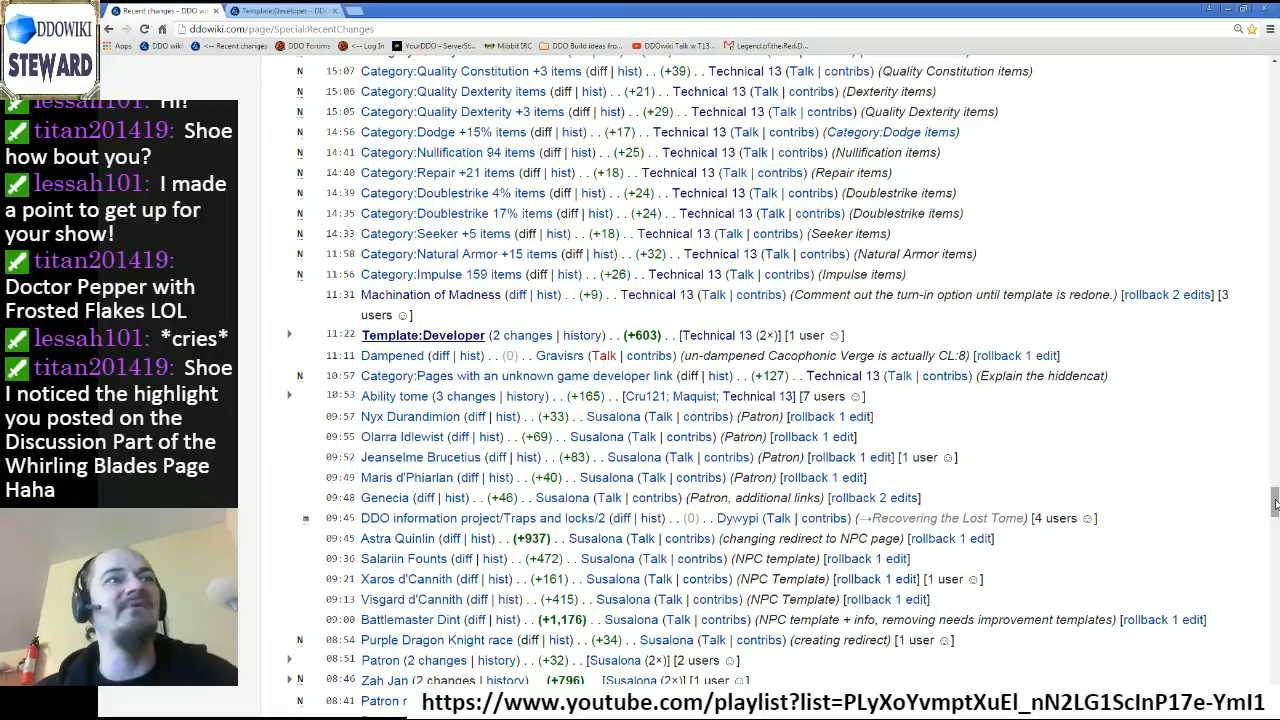 DDOWIKI
STEWARD
Recent changes - DDO wi
Template:Developer - DD
ddowiki.com/page/Special:RecentChanges
Apps DDO wiki <-- Recent changes DDO Forums <-- Log In YourDDO -- ServerSt... Mibbit IRC DDO Build ideas fro... DDOwiki Talk w T13... Legend.of.the.Red.D...
lessah101: Hi!
titan201419: Shoe
how bout you?
lessah101: I made
a point to get up for
your show!
titan201419:
Doctor Pepper with
Frosted Flakes LOL
lessah101: *cries*
titan201419: Shoe
I noticed the highlight
you posted on the
Discussion Part of the
Whirling Blades Page
Haha
N 15:07 Category:Quality Constitution +3 items (diff | hist) . . (+39) . . Technical 13 (Talk | contribs) (Quality Constitution items)
N 15:06 Category:Quality Dexterity items (diff | hist) . . (+21) . . Technical 13 (Talk | contribs) (Dexterity items)
N 15:05 Category:Quality Dexterity +3 items (diff | hist) . . (+29) . . Technical 13 (Talk | contribs) (Quality Dexterity items)
N 14:56 Category:Dodge +15% items (diff | hist) . . (+17) . . Technical 13 (Talk | contribs) (Category:Dodge items)
N 14:41 Category:Nullification 94 items (diff | hist) . . (+25) . . Technical 13 (Talk | contribs) (Nullification items)
N 14:40 Category:Repair +21 items (diff | hist) . . (+18) . . Technical 13 (Talk | contribs) (Repair items)
N 14:39 Category:Doublestrike 4% items (diff | hist) . . (+24) . . Technical 13 (Talk | contribs) (Doublestrike items)
N 14:35 Category:Doublestrike 17% items (diff | hist) . . (+24) . . Technical 13 (Talk | contribs) (Doublestrike items)
N 14:33 Category:Seeker +5 items (diff | hist) . . (+18) . . Technical 13 (Talk | contribs) (Seeker items)
N 11:58 Category:Natural Armor +15 items (diff | hist) . . (+32) . . Technical 13 (Talk | contribs) (Natural Armor items)
N 11:56 Category:Impulse 159 items (diff | hist) . . (+26) . . Technical 13 (Talk | contribs) (Impulse items)
11:31 Machination of Madness (diff | hist) . . (+9) . . Technical 13 (Talk | contribs) (Comment out the turn-in option until template is redone.) [rollback 2 edits] [3
users ☺]
11:22 Template:Developer (2 changes | history) . . (+603) . . [Technical 13 (2×)] [1 user ☺]
11:11 Dampened (diff | hist) . . (0) . . Gravisrs (Talk | contribs) (un-dampened Cacophonic Verge is actually CL:8) [rollback 1 edit]
N 10:57 Category:Pages with an unknown game developer link (diff | hist) . . (+127) . . Technical 13 (Talk | contribs) (Explain the hiddencat)
10:53 Ability tome (3 changes | history) . . (+165) . . [Cru121; Maquist; Technical 13] [7 users ☺]
09:57 Nyx Durandimion (diff | hist) . . (+33) . . Susalona (Talk | contribs) (Patron) [rollback 1 edit]
09:55 Olarra Idlewist (diff | hist) . . (+69) . . Susalona (Talk | contribs) (Patron) [rollback 1 edit]
09:52 Jeanselme Brucetius (diff | hist) . . (+83) . . Susalona (Talk | contribs) (Patron) [rollback 1 edit] [1 user ☺]
09:49 Maris d'Phiarlan (diff | hist) . . (+40) . . Susalona (Talk | contribs) (Patron) [rollback 1 edit]
09:48 Genecia (diff | hist) . . (+46) . . Susalona (Talk | contribs) (Patron, additional links) [rollback 2 edits]
m 09:45 DDO information project/Traps and locks/2 (diff | hist) . . (0) . . Dywypi (Talk | contribs) (→Recovering the Lost Tome) [4 users ☺]
09:45 Astra Quinlin (diff | hist) . . (+937) . . Susalona (Talk | contribs) (changing redirect to NPC page) [rollback 1 edit]
09:36 Salariin Founts (diff | hist) . . (+472) . . Susalona (Talk | contribs) (NPC template) [rollback 1 edit]
09:21 Xaros d'Cannith (diff | hist) . . (+161) . . Susalona (Talk | contribs) (NPC Template) [rollback 1 edit] [1 user ☺]
09:13 Visgard d'Cannith (diff | hist) . . (+415) . . Susalona (Talk | contribs) (NPC Template) [rollback 1 edit]
09:00 Battlemaster Dint (diff | hist) . . (+1,176) . . Susalona (Talk | contribs) (NPC template + info, removing needs improvement templates) [rollback 1 edit]
N 08:54 Purple Dragon Knight race (diff | hist) . . (+34) . . Susalona (Talk | contribs) (creating redirect) [1 user ☺]
08:51 Patron (2 changes | history) . . (+32) . . [Susalona (2×)] [2 users ☺]
N 08:46 Zah Jan (2 changes | history) . . (+796) . . [Susalona (2×)] [1 user ☺]
N 08:41 Patron r
https://www.youtube.com/playlist?list=PLyXoYvmptXuEl_nN2LG1ScInP17e-YmI1